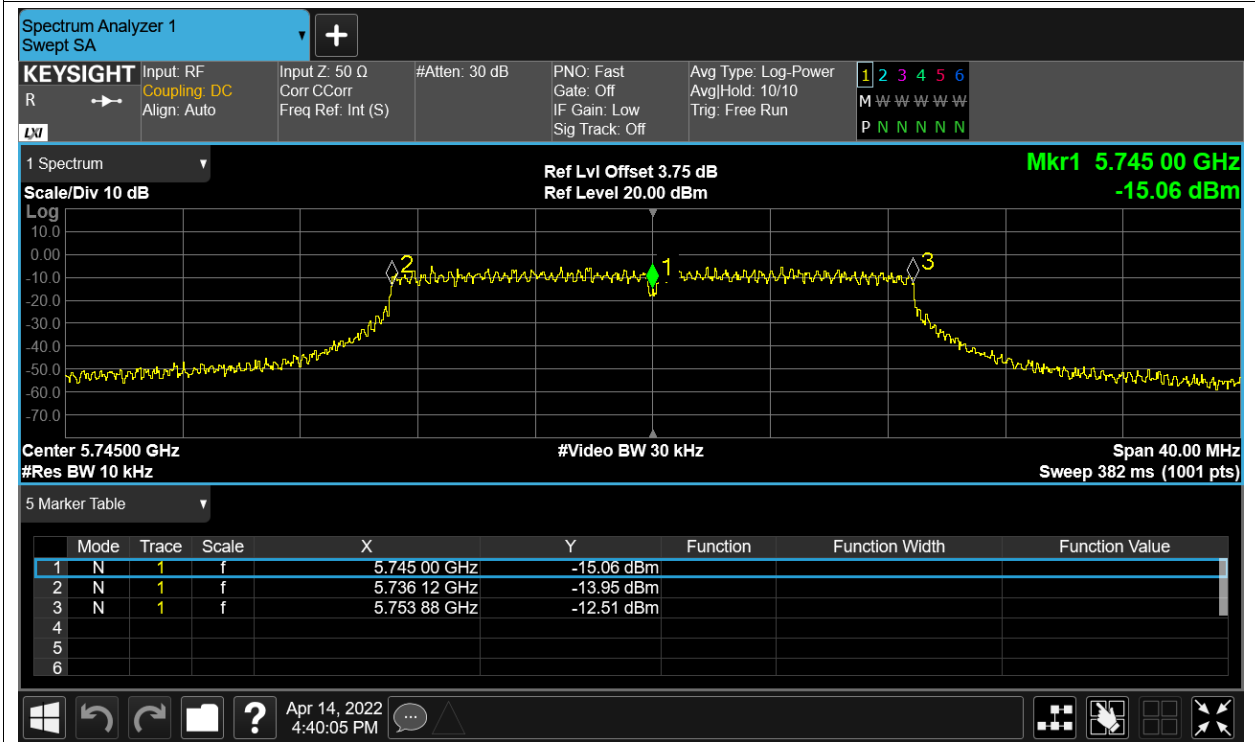 Spectrum Analyzer 1
Swept SA
KEYSIGHT
R
LXI
Input: RF
Coupling: DC
Align: Auto
Input Z: 50 Ω
Corr CCorr
Freq Ref: Int (S)
#Atten: 30 dB
PNO: Fast
Gate: Off
IF Gain: Low
Sig Track: Off
Avg Type: Log-Power
Avg|Hold: 10/10
Trig: Free Run
1 2 3 4 5 6
M W W W W W
P N N N N N
1 Spectrum
Scale/Div 10 dB
Ref Lvl Offset 3.75 dB
Ref Level 20.00 dBm
Mkr1 5.745 00 GHz
-15.06 dBm
Log
10.0
0.00
-10.0
-20.0
-30.0
-40.0
-50.0
-60.0
-70.0
2
1
3
Center 5.74500 GHz
#Res BW 10 kHz
#Video BW 30 kHz
Span 40.00 MHz
Sweep 382 ms (1001 pts)
5 Marker Table
Mode Trace Scale X Y Function Function Width Function Value
1 N 1 f 5.745 00 GHz -15.06 dBm
2 N 1 f 5.736 12 GHz -13.95 dBm
3 N 1 f 5.753 88 GHz -12.51 dBm
4
5
6
?
Apr 14, 2022
4:40:05 PM